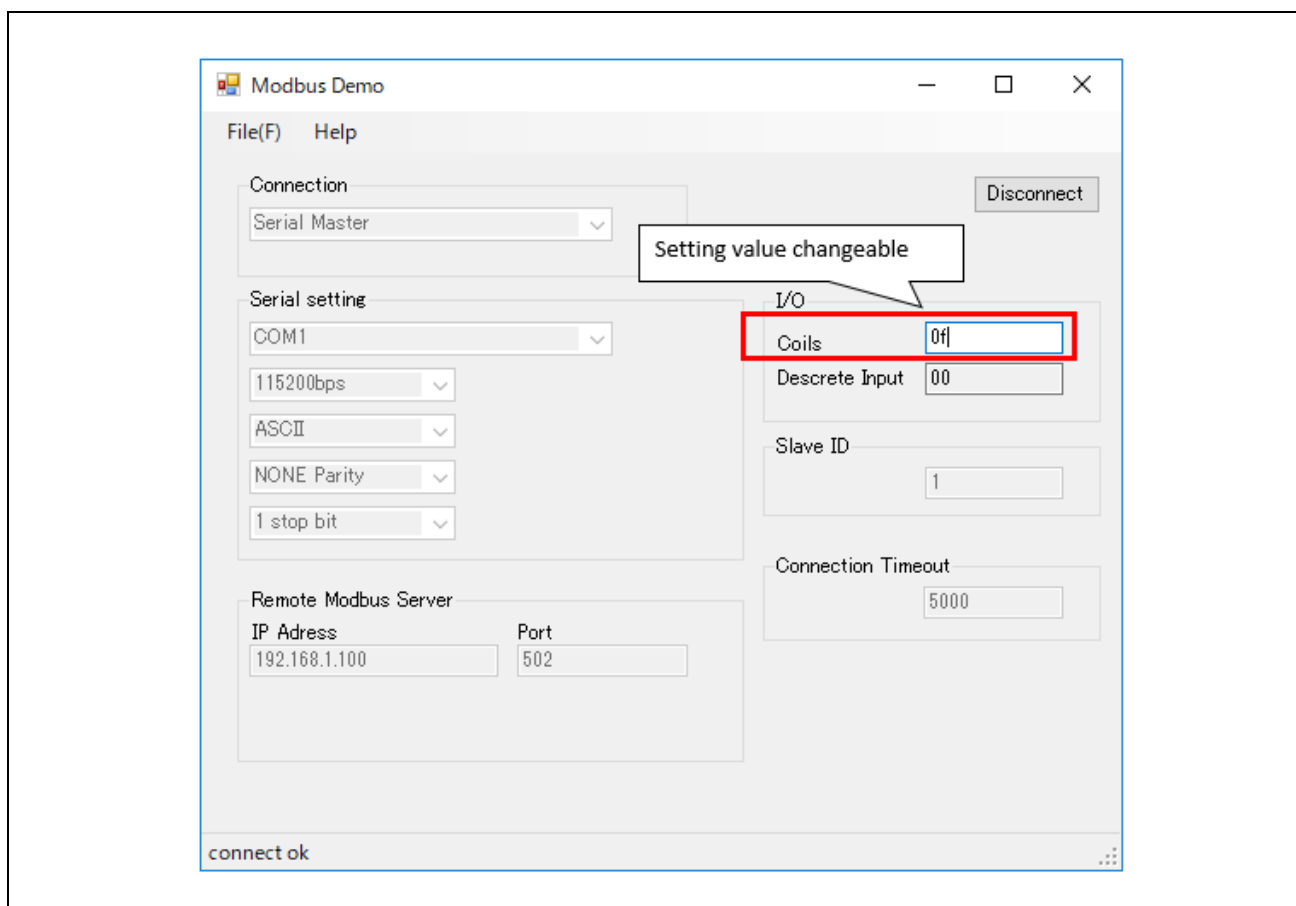 Modbus Demo
File(F) Help
Connection
Disconnect
Serial Master
Setting value changeable
Serial setting
I/O
COM1
Coils 0f
115200bps
Descrete Input 00
ASCII
Slave ID
NONE Parity
1
1 stop bit
Connection Timeout
5000
Remote Modbus Server
IP Adress Port
192.168.1.100 502
connect ok